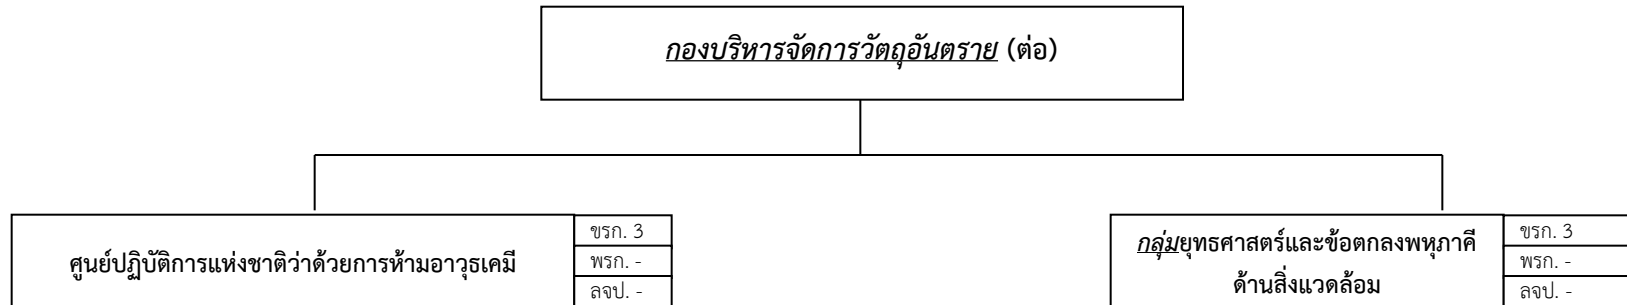 กองบริหารจัดการวัตถุอันตราย (ต่อ)
ศูนย์ปฏิบัติการแห่งชาติว่าด้วยการห้ามอาวุธเคมี
ขรก. 3
พรก. -
ลจป. -
กลุ่มยุทธศาสตร์และข้อตกลงพหุภาคี
ด้านสิ่งแวดล้อม
ขรก. 3
พรก. -
ลจป. -